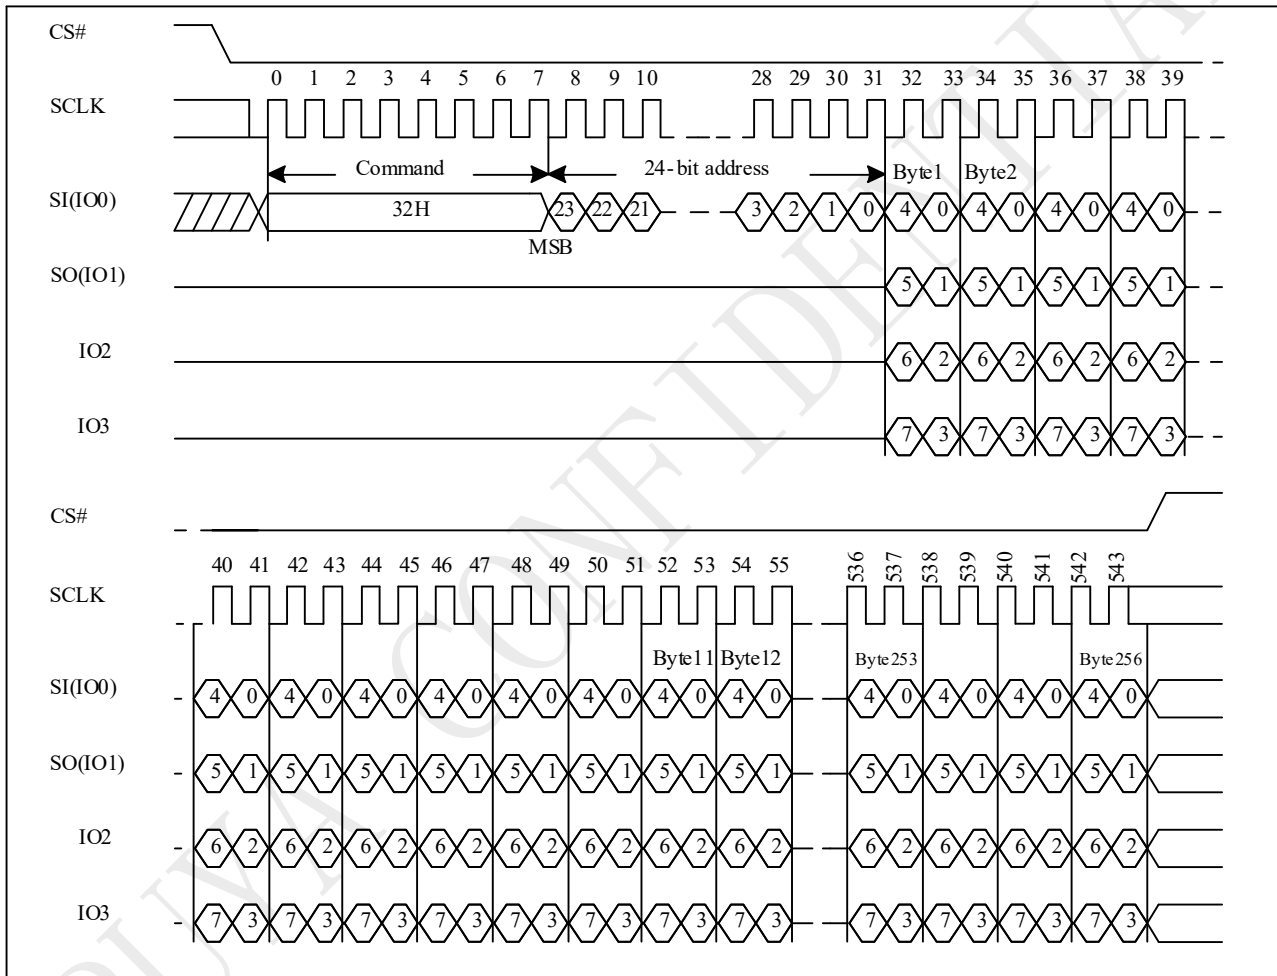 CS#
0 1 2 3 4 5 6 7 8 9 10 28 29 30 31 32 33 34 35 36 37 38 39
SCLK
Command 24-bit address Byte1 Byte2
SI(IO0) 32H 23 22 21 3 2 1 0 4 0 4 0 4 0 4 0
MSB
SO(IO1) 5 1 5 1 5 1 5 1
IO2 6 2 6 2 6 2 6 2
IO3 7 3 7 3 7 3 7 3
CS#
40 41 42 43 44 45 46 47 48 49 50 51 52 53 54 55 536 537 538 539 540 541 542 543
SCLK
Byte11 Byte12 Byte253 Byte256
SI(IO0) 4 0 4 0 4 0 4 0 4 0 4 0 4 0 4 0 4 0 4 0 4 0 4 0
SO(IO1) 5 1 5 1 5 1 5 1 5 1 5 1 5 1 5 1 5 1 5 1 5 1 5 1
IO2 6 2 6 2 6 2 6 2 6 2 6 2 6 2 6 2 6 2 6 2 6 2 6 2
IO3 7 3 7 3 7 3 7 3 7 3 7 3 7 3 7 3 7 3 7 3 7 3 7 3
PUYA CONFIDENTIAL